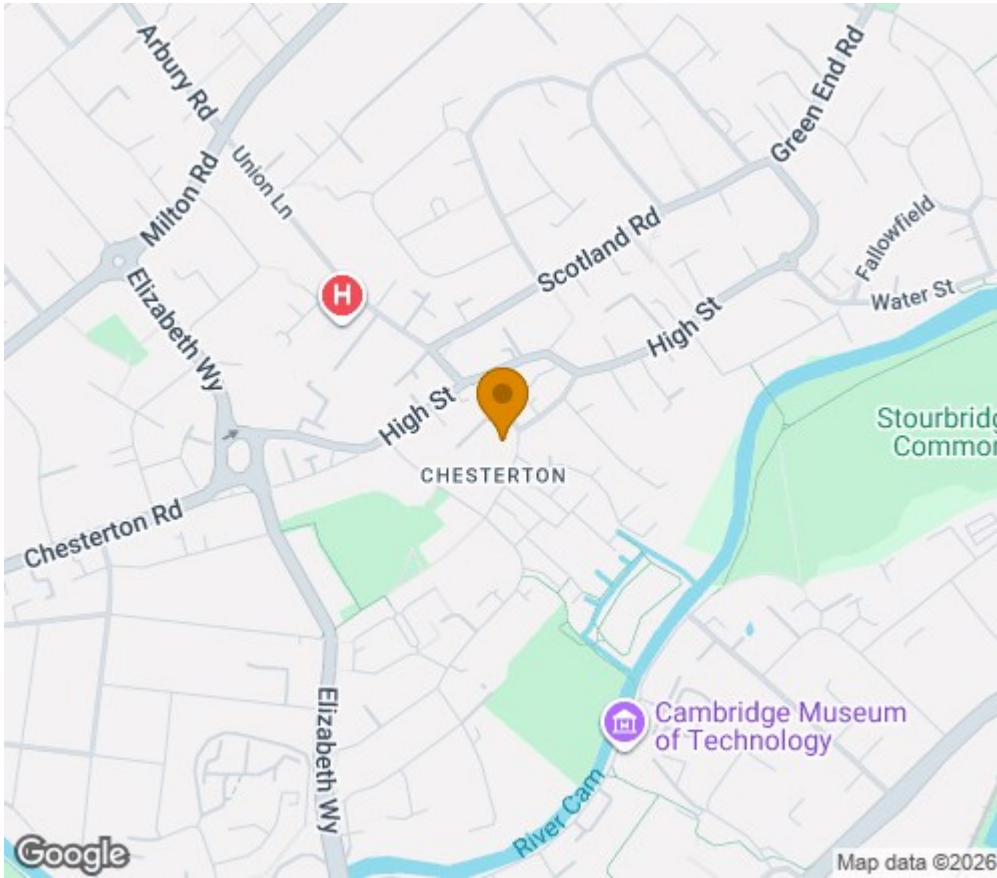 Arbury Rd
Green End Rd
Union Ln
Milton Rd
Fallowfield
Scotland Rd
Elizabeth Wy
H
Water St
High St
High St
Stourbridg
Common
CHESTERTON
Chesterton Rd
Elizabeth Wy
Cambridge Museum
of Technology
River Cam
Google
Map data ©2026